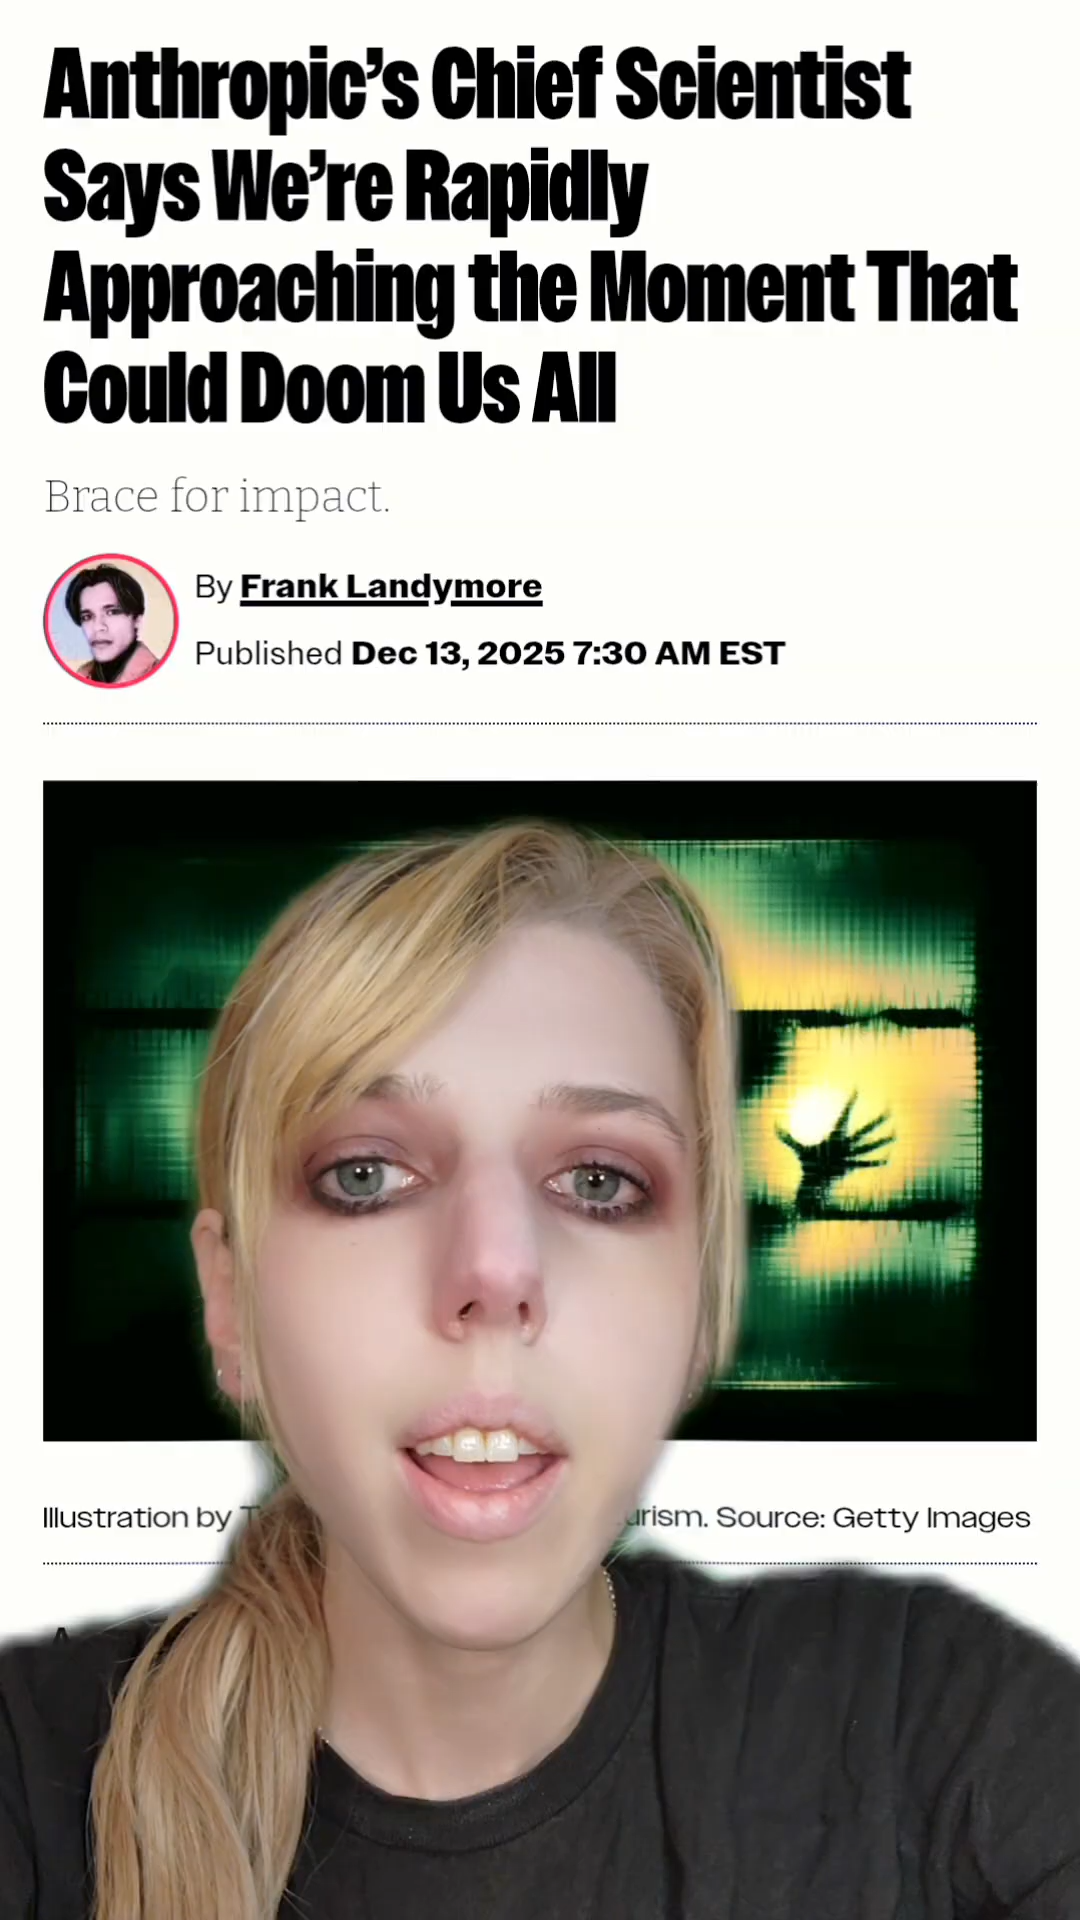 Anthropic’s Chief Scientist
Says We’re Rapidly
Approaching the Moment That
Could Doom Us All
Brace for impact.
By Frank Landymore
Published Dec 13, 2025 7:30 AM EST
Illustration by
Source: Getty Images